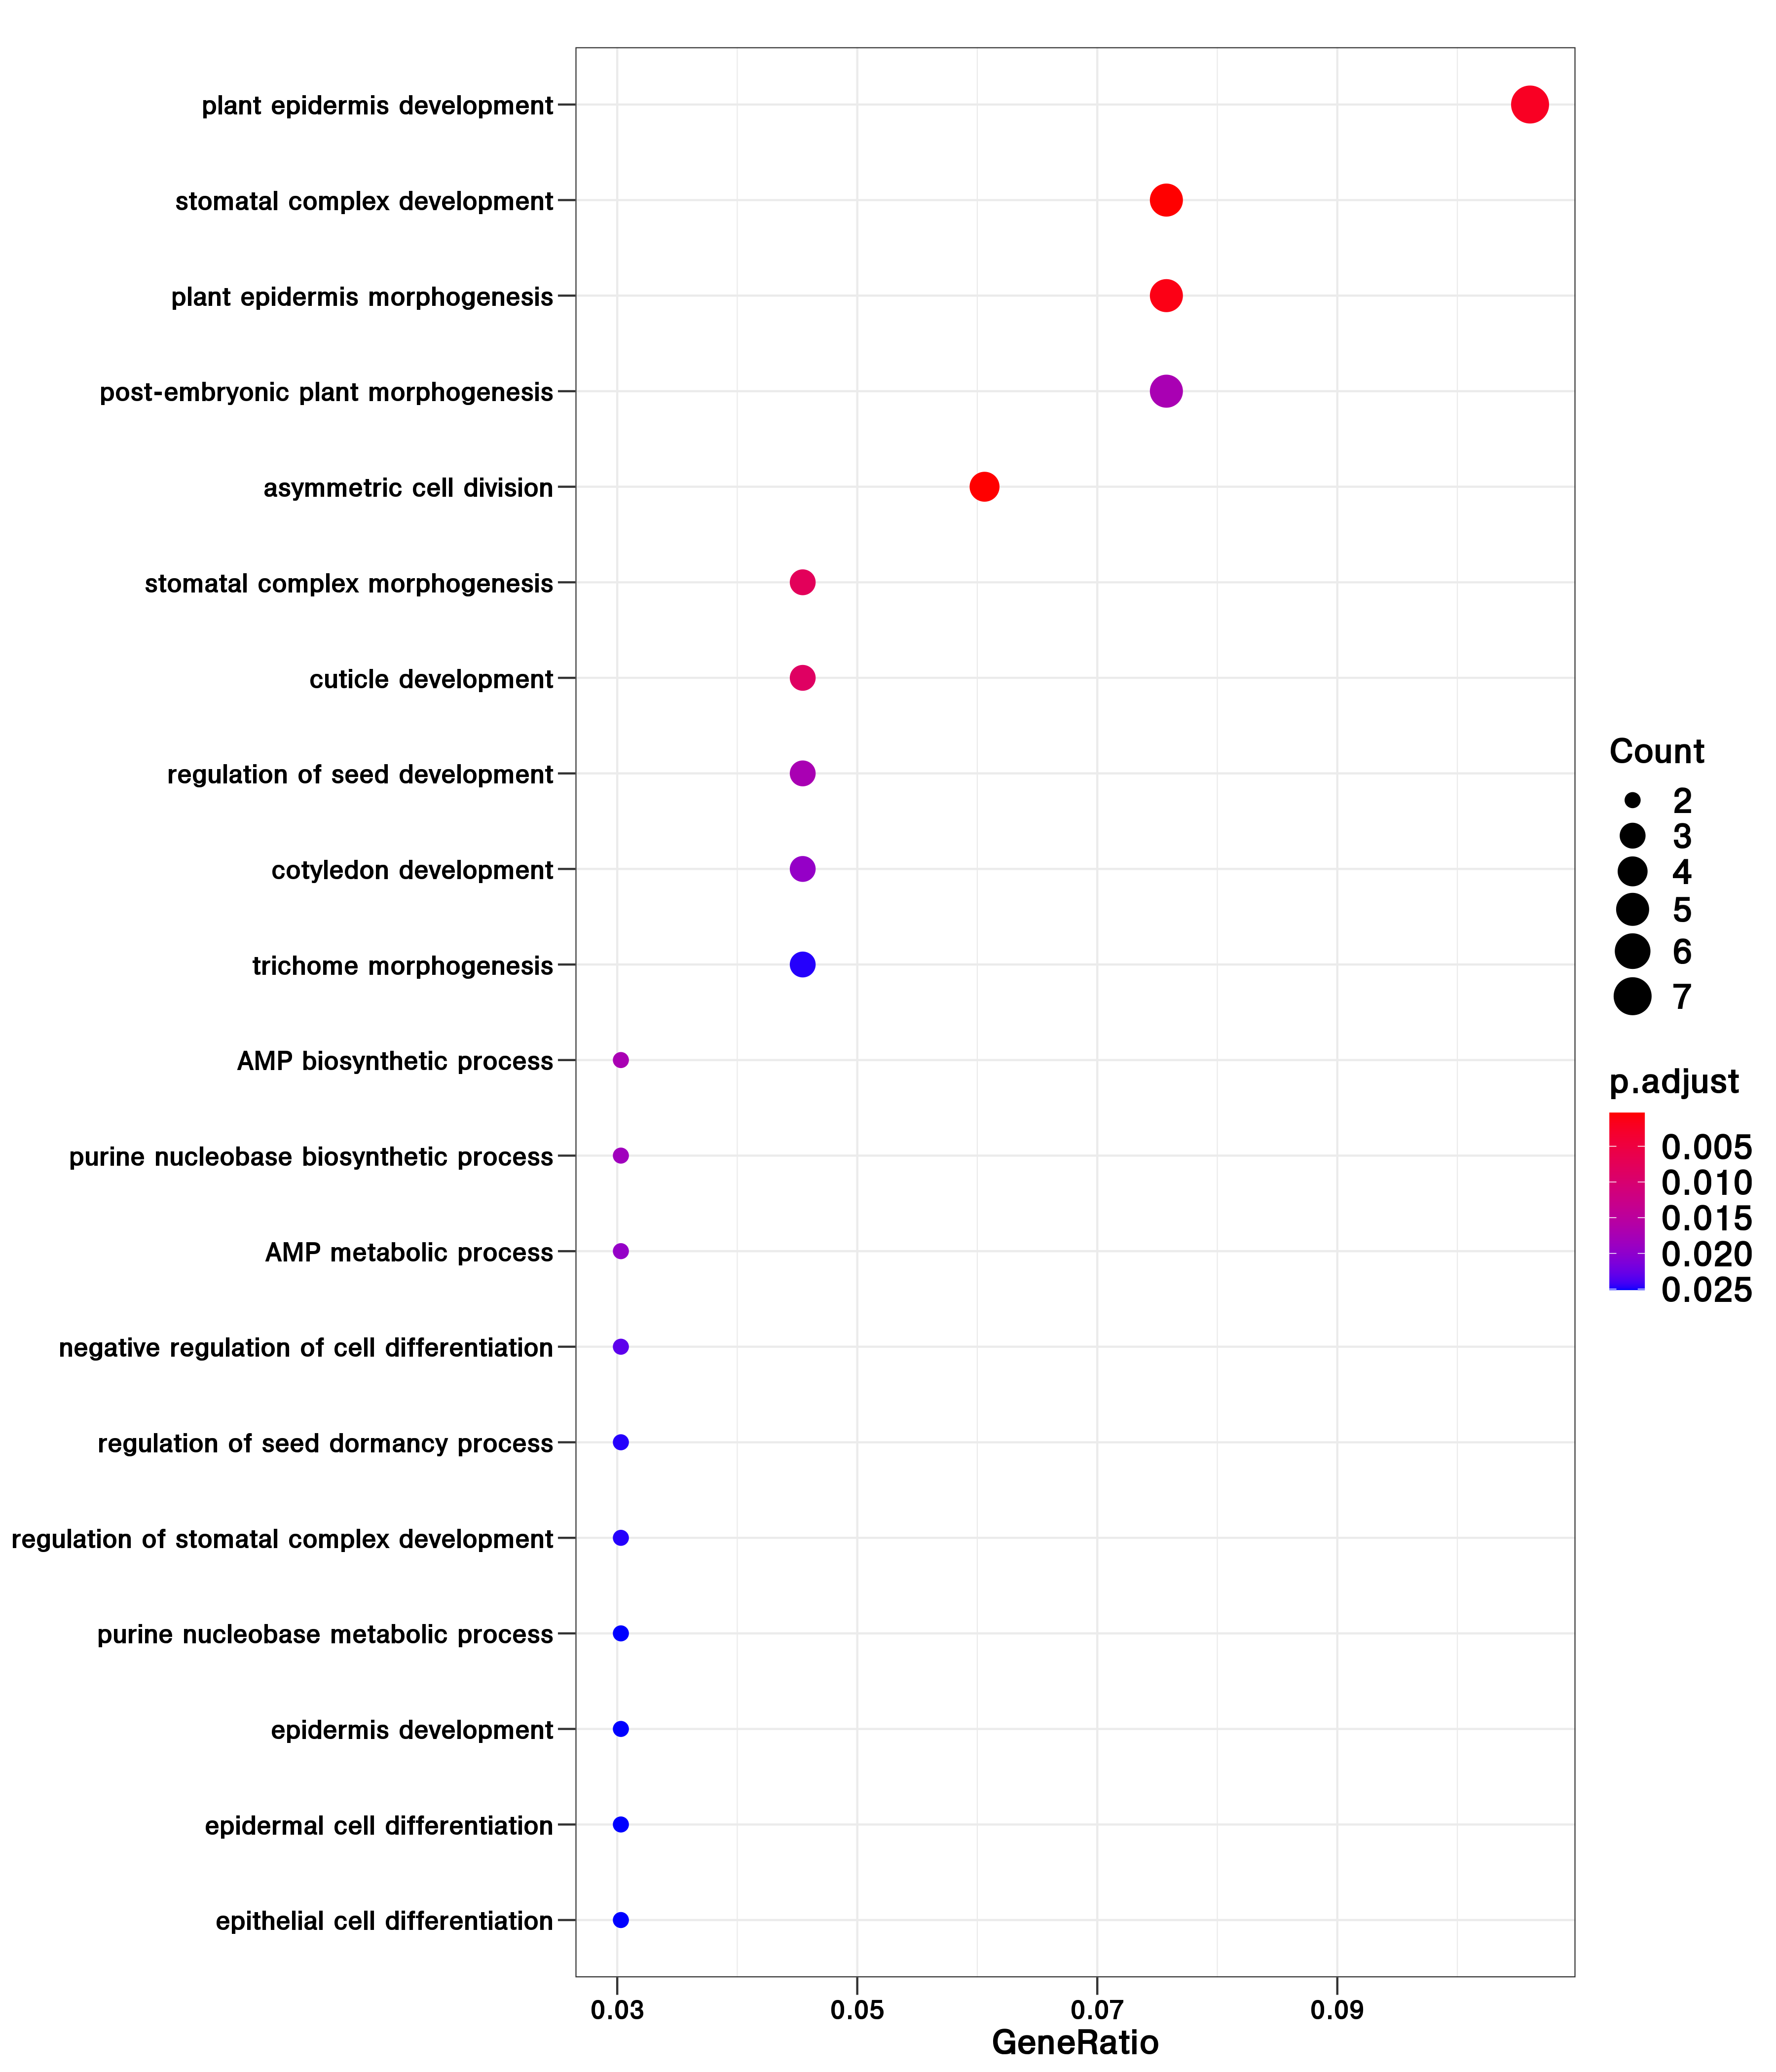 plant epidermis development
stomatal complex development
plant epidermis morphogenesis
post-embryonic plant morphogenesis
asymmetric cell division
stomatal complex morphogenesis
cuticle development
regulation of seed development
cotyledon development
trichome morphogenesis
AMP biosynthetic process
purine nucleobase biosynthetic process
AMP metabolic process
negative regulation of cell differentiation
regulation of seed dormancy process
regulation of stomatal complex development
purine nucleobase metabolic process
epidermis development
epidermal cell differentiation
epithelial cell differentiation
0.03 0.05 0.07 0.09
GeneRatio
Count
2
3
4
5
6
7
p.adjust
0.005
0.010
0.015
0.020
0.025